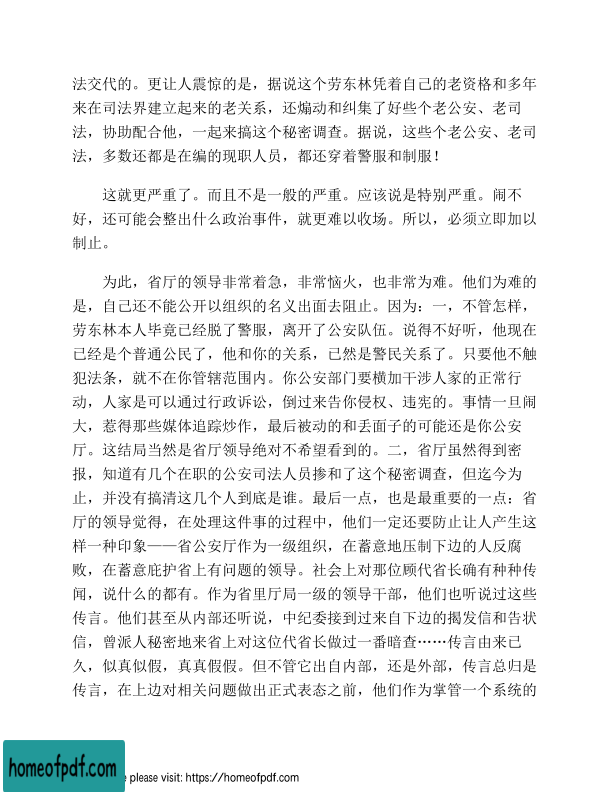 法交代的。更让人震惊的是，据说这个劳东林凭着自己的老资格和多年
来在司法界建立起来的老关系，还煽动和纠集了好些个老公安、老司
法，协助配合他，一起来搞这个秘密调查。据说，这些个老公安、老司
法，多数还都是在编的现职人员，都还穿着警服和制服！
这就更严重了。而且不是一般的严重。应该说是特别严重。闹不
好，还可能会整出什么政治事件，就更难以收场。所以，必须立即加以
制止。
为此，省厅的领导非常着急，非常恼火，也非常为难。他们为难的
是，自己还不能公开以组织的名义出面去阻止。因为：一，不管怎样，
劳东林本人毕竟已经脱了警服，离开了公安队伍。说得不好听，他现在
已经是个普通公民了，他和你的关系，已然是警民关系了。只要他不触
犯法条，就不在你管辖范围内。你公安部门要横加干涉人家的正常行
动，人家是可以通过行政诉讼，倒过来告你侵权、违宪的。事情一旦闹
大，惹得那些媒体追踪炒作，最后被动的和丢面子的可能还是你公安
厅。这结局当然是省厅领导绝对不希望看到的。二，省厅虽然得到密
报，知道有几个在职的公安司法人员掺和了这个秘密调查，但迄今为
止，并没有搞清这几个人到底是谁。最后一点，也是最重要的一点：省
厅的领导觉得，在处理这件事的过程中，他们一定还要防止让人产生这
样一种印象——省公安厅作为一级组织，在蓄意地压制下边的人反腐
败，在蓄意庇护省上有问题的领导。社会上对那位顾代省长确有种种传
闻，说什么的都有。作为省里厅局一级的领导干部，他们也听说过这些
传言。他们甚至从内部还听说，中纪委接到过来自下边的揭发信和告状
信，曾派人秘密地来省上对这位代省长做过一番暗查……传言由来已
久，似真似假，真真假假。但不管它出自内部，还是外部，传言总归是
传言，在上边对相关问题做出正式表态之前，他们作为掌管一个系统的
homeofpdf.com
e please visit: https://homeofpdf.com